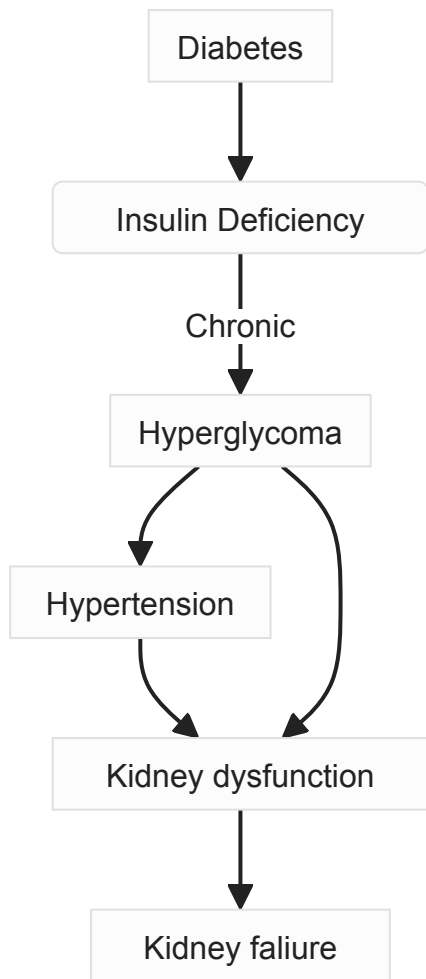 Diabetes
Insulin Deficiency
Chronic
Hyperglycoma
Hypertension
Kidney dysfunction
Kidney faliure